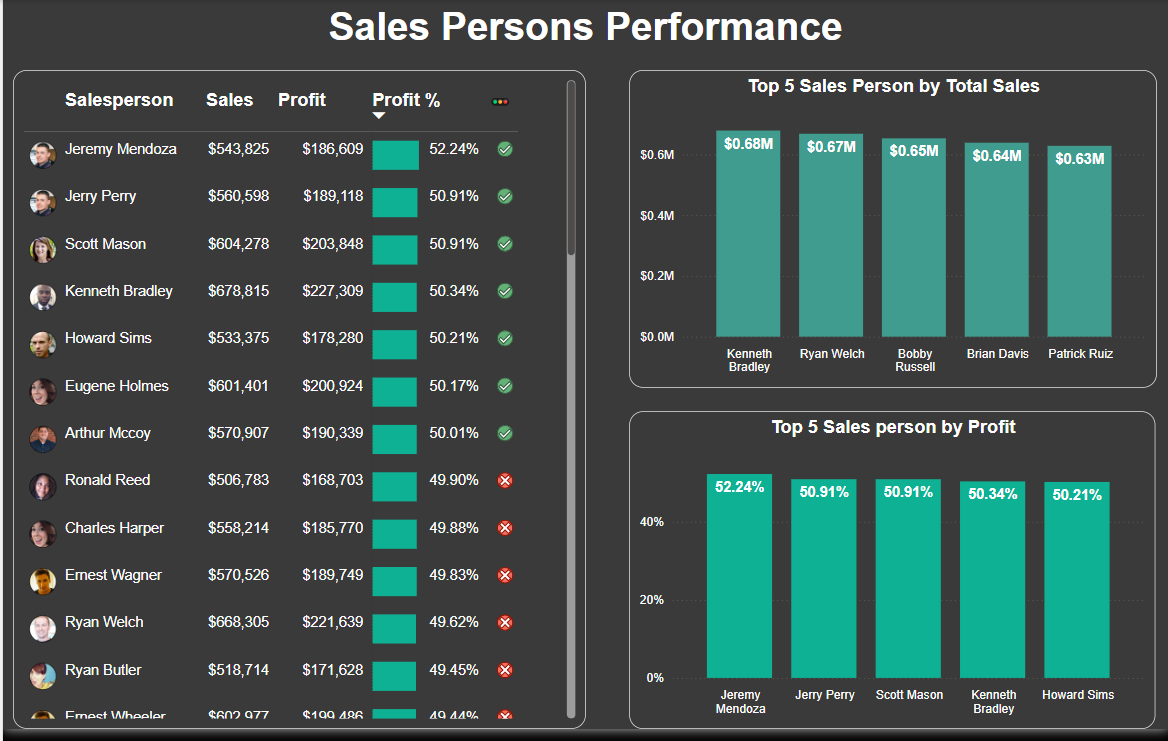 Sales Persons Performance
Salesperson Sales Profit Profit %
Jeremy Mendoza $543,825 $186,609 52.24%
Jerry Perry $560,598 $189,118 50.91%
Scott Mason $604,278 $203,848 50.91%
Kenneth Bradley $678,815 $227,309 50.34%
Howard Sims $533,375 $178,280 50.21%
Eugene Holmes $601,401 $200,924 50.17%
Arthur Mccoy $570,907 $190,339 50.01%
Ronald Reed $506,783 $168,703 49.90%
Charles Harper $558,214 $185,770 49.88%
Ernest Wagner $570,526 $189,749 49.83%
Ryan Welch $668,305 $221,639 49.62%
Ryan Butler $518,714 $171,628 49.45%
Ernest Wheeler $602,977 $199,486 49.44%
Top 5 Sales Person by Total Sales
$0.68M $0.67M $0.65M $0.64M $0.63M
$0.6M
$0.4M
$0.2M
$0.0M
Kenneth Ryan Welch Bobby Brian Davis Patrick Ruiz
Bradley Russell
Top 5 Sales person by Profit
52.24% 50.91% 50.91% 50.34% 50.21%
40%
20%
0%
Jeremy Jerry Perry Scott Mason Kenneth Howard Sims
Mendoza Bradley